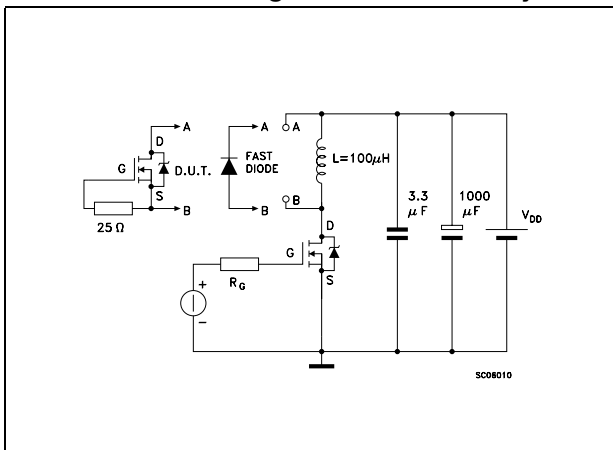 A
A
A
D
G
D.U.T.
S
B
25 Ω
FAST
DIODE
B
L=100μH
B
D
G
S
RG
+
−
3.3
μF
1000
μF
VDD
SC06010